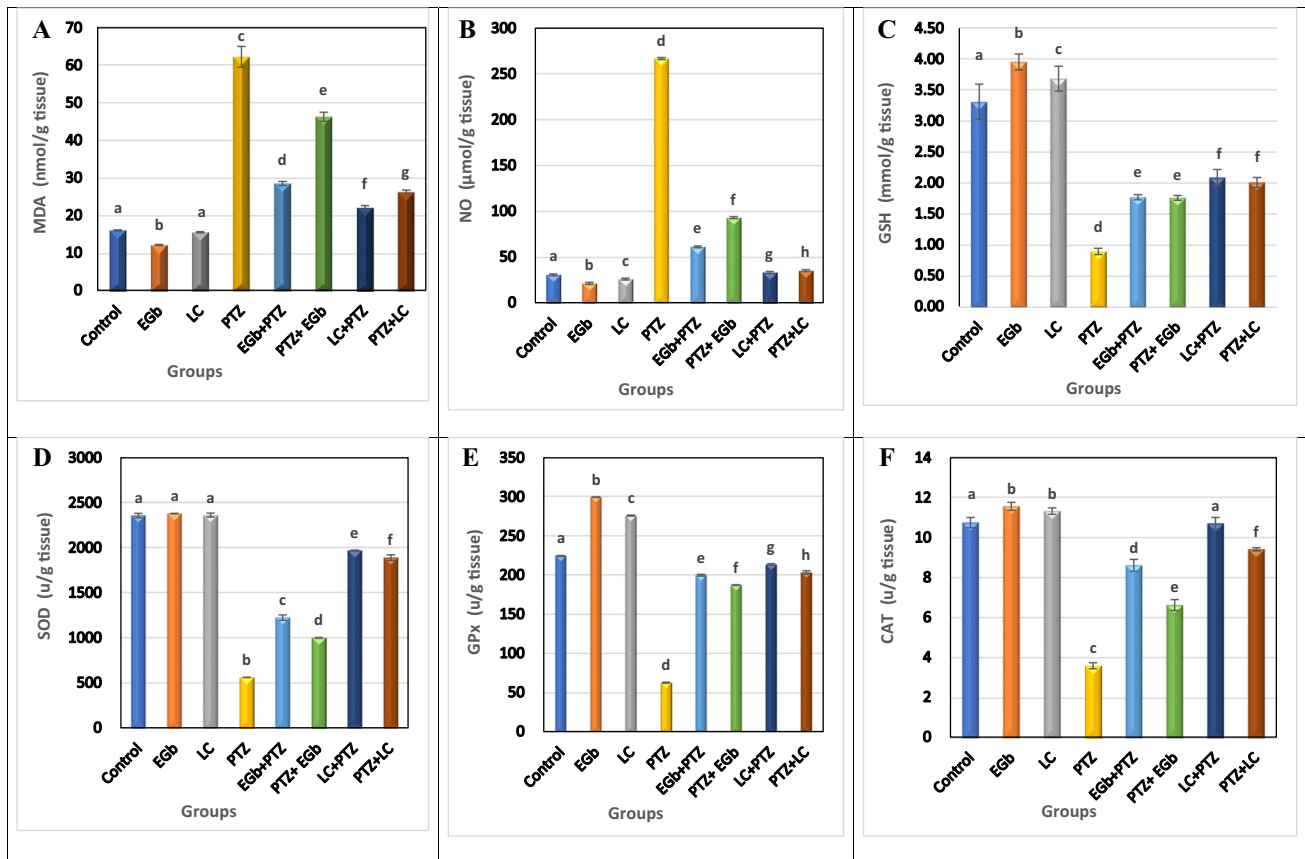 A
MDA (nmol/g tissue)
70
60
50
40
30
20
10
0
a
b
a
c
d
e
f
g
Control
EGb
LC
PTZ
EGb+PTZ
PTZ+ EGb
LC+PTZ
PTZ+LC
Groups
B
NO (µmol/g tissue)
300
250
200
150
100
50
0
a
b
c
d
e
f
g
h
Control
EGb
LC
PTZ
EGb+PTZ
PTZ+ EGb
LC+PTZ
PTZ+LC
Groups
C
GSH (mmol/g tissue)
4.50
4.00
3.50
3.00
2.50
2.00
1.50
1.00
0.50
0.00
a
b
c
d
e
e
f
f
Control
EGb
LC
PTZ
EGb+PTZ
PTZ+ EGb
LC+PTZ
PTZ+LC
Groups
D
SOD (u/g tissue)
3000
2500
2000
1500
1000
500
0
a
a
a
b
c
d
e
f
Control
EGb
LC
PTZ
EGb+PTZ
PTZ+ EGb
LC+PTZ
PTZ+LC
Groups
E
GPx (u/g tissue)
350
300
250
200
150
100
50
0
a
b
c
d
e
f
g
h
Control
EGb
LC
PTZ
EGb+PTZ
PTZ+ EGb
LC+PTZ
PTZ+LC
Groups
F
CAT (u/g tissue)
14
12
10
8
6
4
2
0
a
b
b
c
d
e
a
f
Control
EGb
LC
PTZ
EGb+PTZ
PTZ+ EGb
LC+PTZ
PTZ+LC
Groups